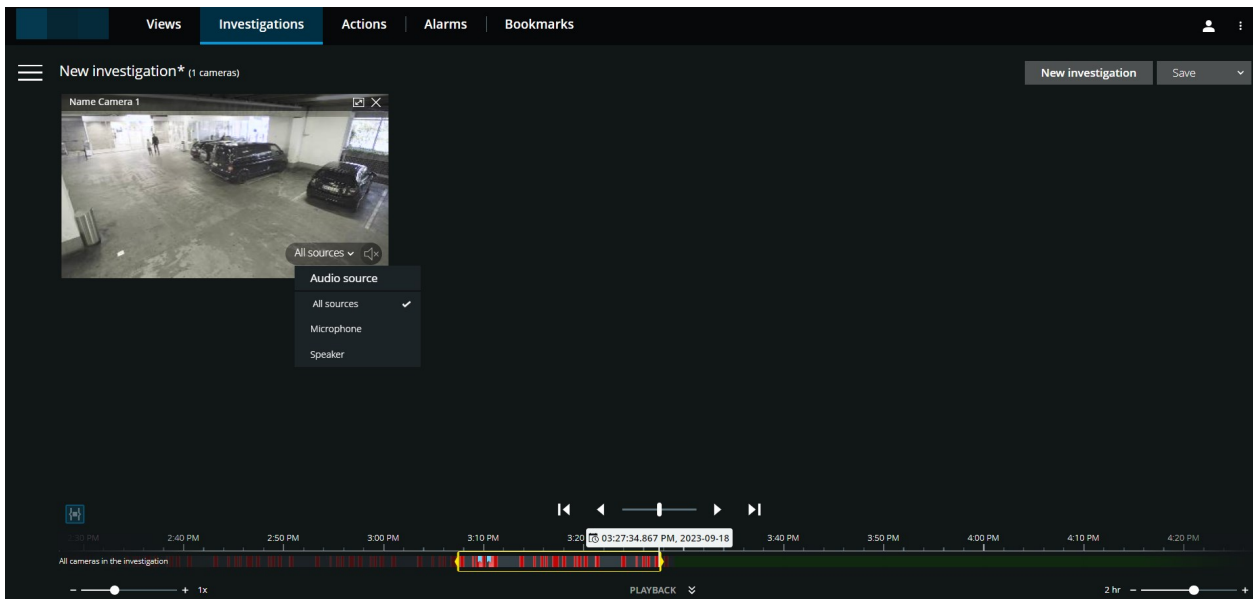 Views Investigations Actions Alarms Bookmarks
New investigation* (1 cameras) New investigation Save
Name Camera 1
All sources
Audio source
All sources
Microphone
Speaker
2:30 PM 2:40 PM 2:50 PM 3:00 PM 3:10 PM 3:20 03:27:34.867 PM, 2023-09-18 3:40 PM 3:50 PM 4:00 PM 4:10 PM 4:20 PM
All cameras in the investigation
- + 1x PLAYBACK 2 hr - +